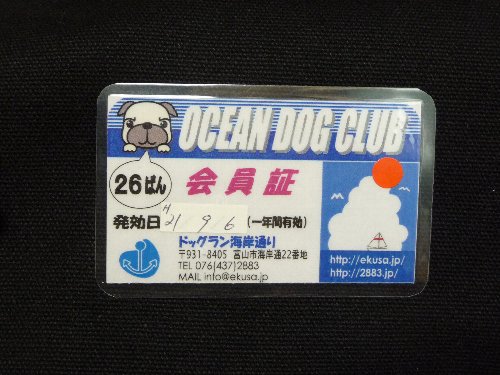 OCEAN DOG CLUB
26ばん
会員証
発効日 H21 9 6 (一年間有効)
ドッグラン海岸通り
〒931-8405 富山市海岸通22番地
TEL 076(437)2883
MAIL info@ekusa.jp/
http://ekusa.jp/
http://2883.jp/